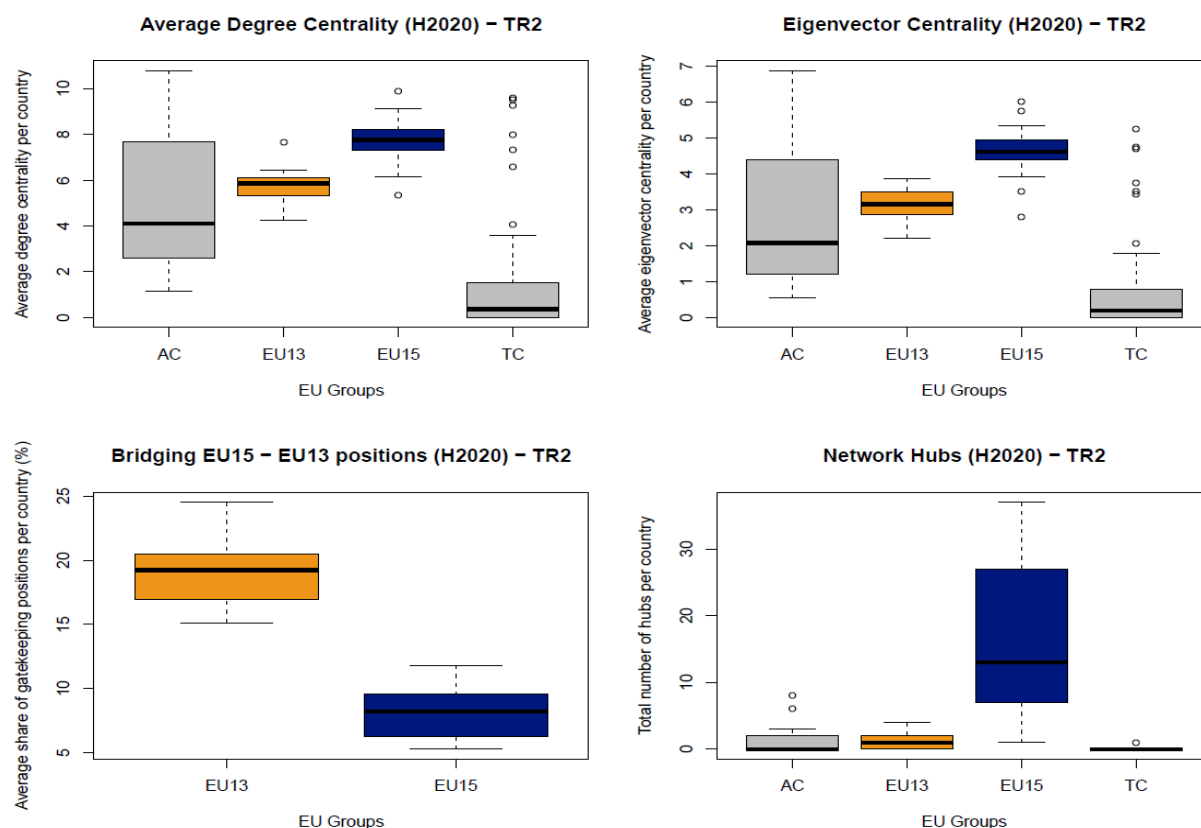 Average Degree Centrality (H2020) − TR2
Average degree centrality per country
10
8
6
4
2
0
AC EU13 EU15 TC
EU Groups
Eigenvector Centrality (H2020) − TR2
Average eigenvector centrality per country
7
6
5
4
3
2
1
0
AC EU13 EU15 TC
EU Groups
Bridging EU15 − EU13 positions (H2020) − TR2
Average share of gatekeeping positions per country (%)
25
20
15
10
5
EU13 EU15
EU Groups
Network Hubs (H2020) − TR2
Total number of hubs per country
30
20
10
0
AC EU13 EU15 TC
EU Groups